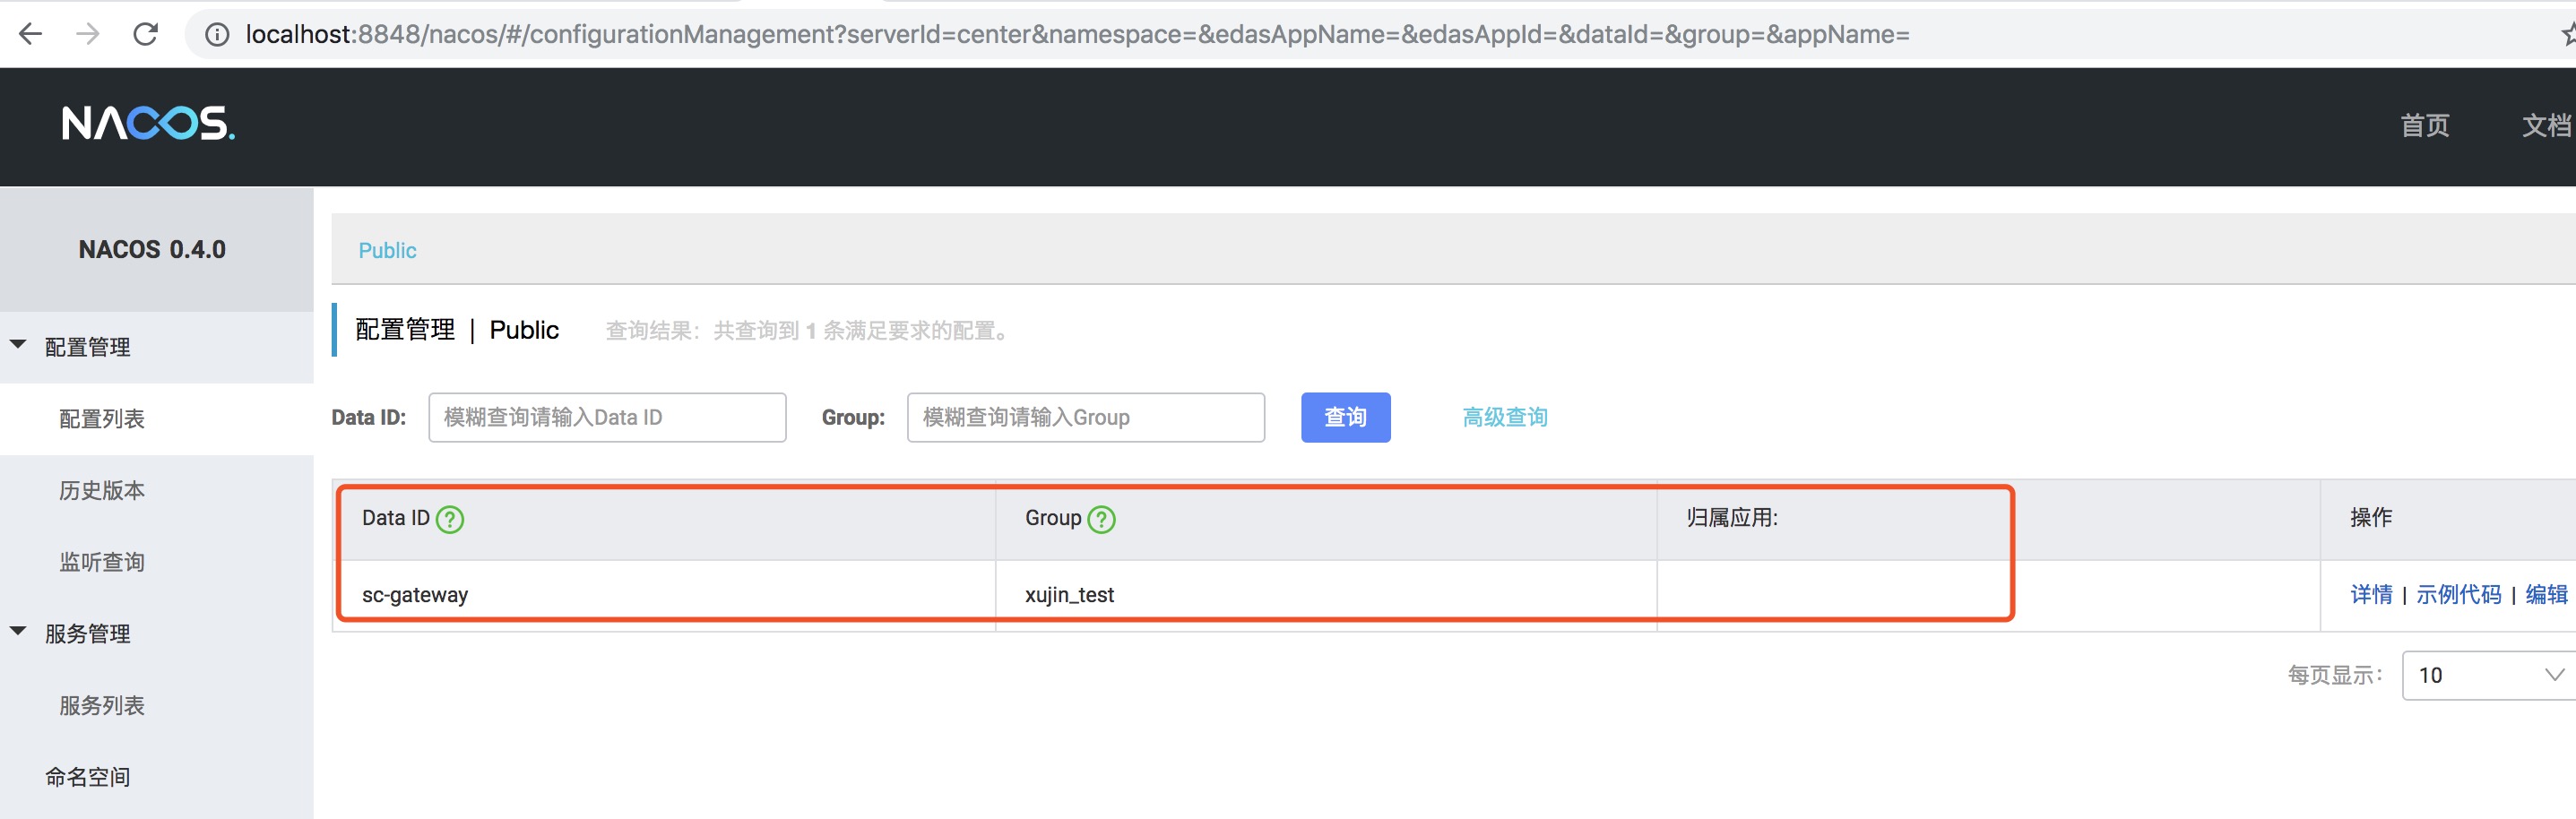 localhost:8848/nacos/#/configurationManagement?serverId=center&namespace=&edasAppName=&edasAppId=&dataId=&group=&appName=
NACOS.
首页 文档
NACOS 0.4.0
Public
配置管理 | Public 查询结果：共查询到 1 条满足要求的配置。
配置管理
配置列表
Data ID: 模糊查询请输入Data ID Group: 模糊查询请输入Group 查询 高级查询
历史版本
Data ID ? Group ? 归属应用: 操作
监听查询
sc-gateway xujin_test 详情 | 示例代码 | 编辑
服务管理
每页显示： 10
服务列表
命名空间